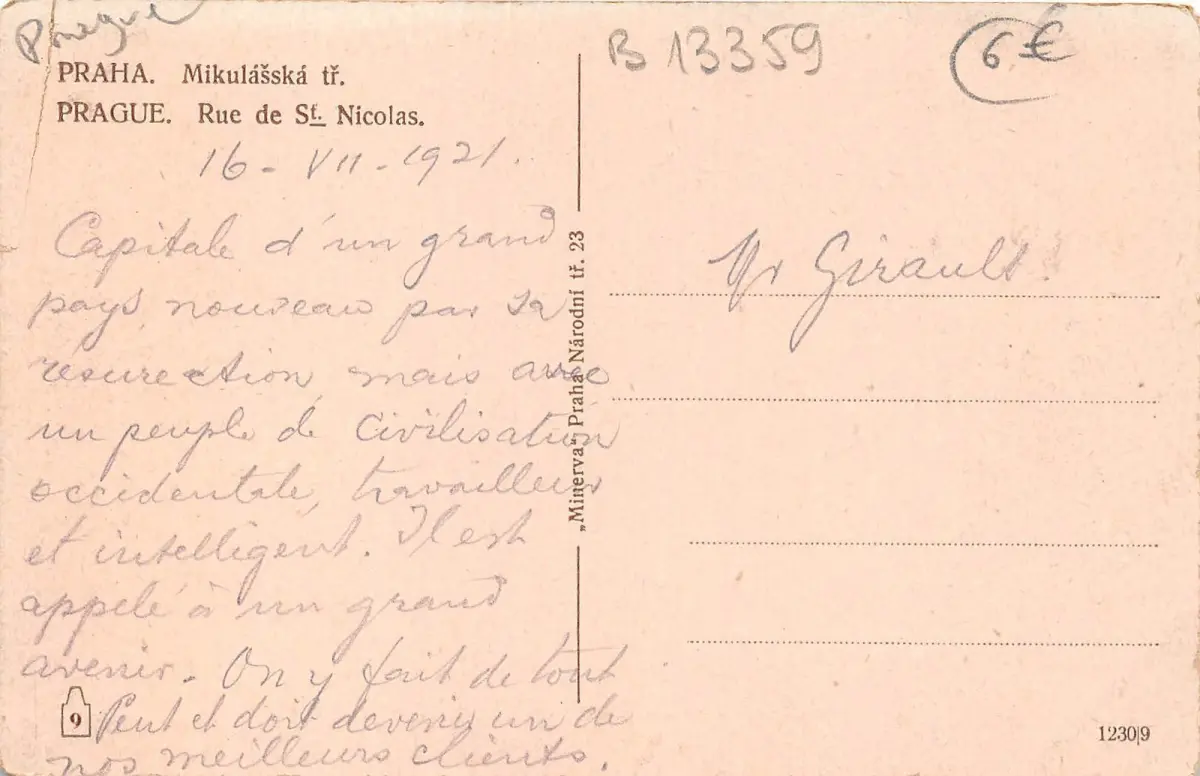 Prague
B 13359
6 €
PRAHA. Mikulášská tř.
PRAGUE. Rue de St. Nicolas.
16 - VII - 1921.
Capitale d'un grand
pays, nouveau par sa
résurection, mais avec
un peuple de civilisation
occidentale, travailleur
et intelligent. Il est
appelé à un grand
avenir. On y fait de tout
Peut et doit devenir un de
nos meilleurs clients.
9
„Minerva“ Praha Národní tř. 23
Mr Girault.
1230|9